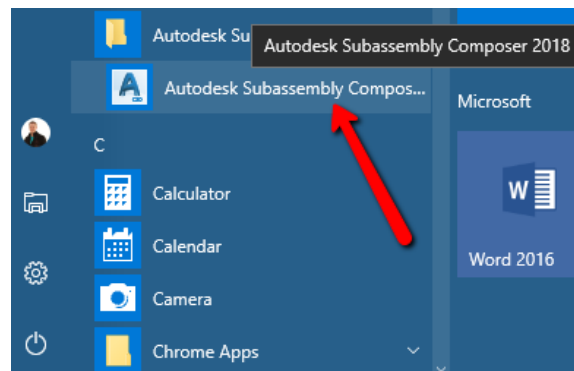 Autodesk Su
Autodesk Subassembly Composer 2018
Autodesk Subassembly Compos...
Microsoft
C
Calculator
W
Word 2016
Calendar
Camera
Chrome Apps